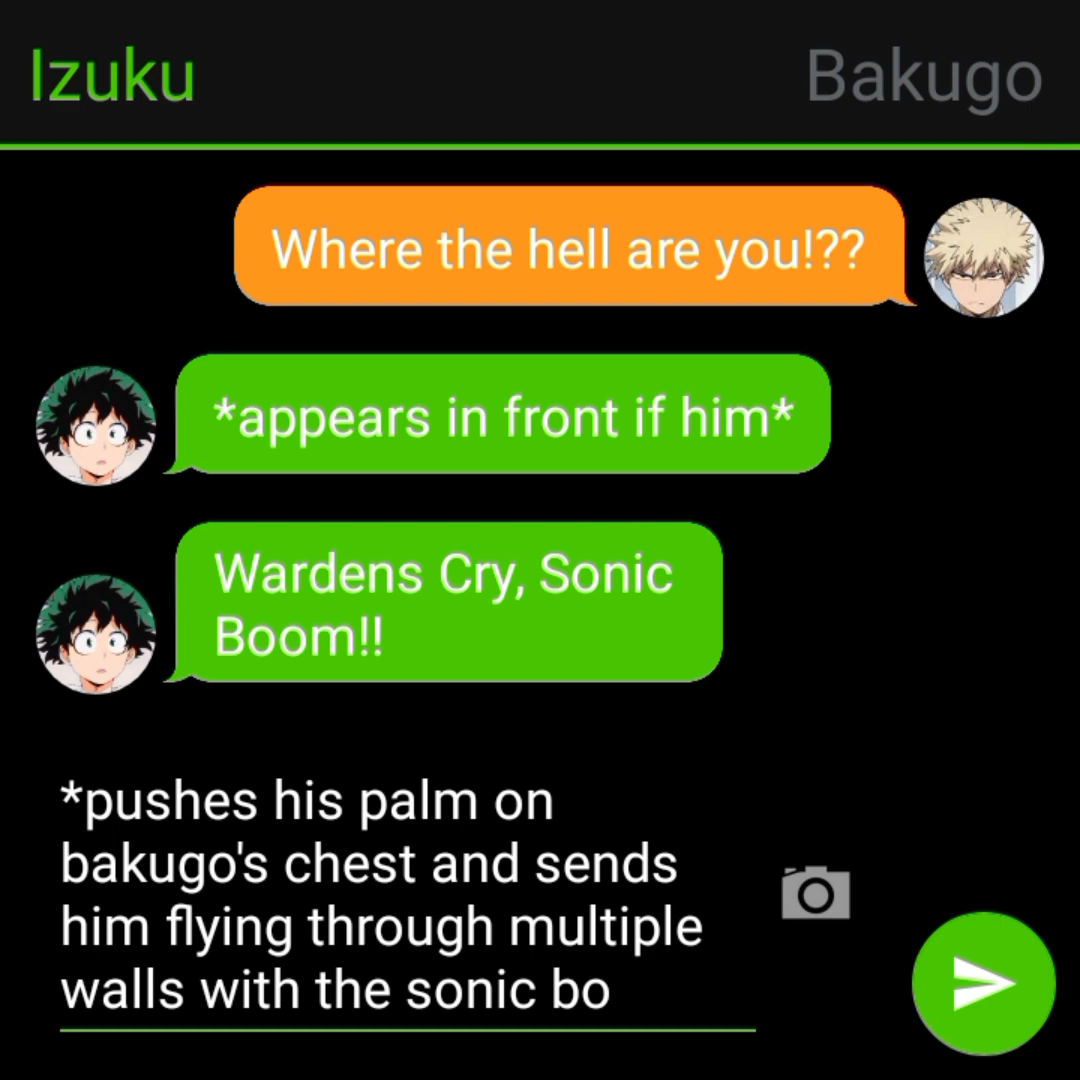 Izuku
Bakugo
Where the hell are you!??
*appears in front if him*
Wardens Cry, Sonic
Boom!!
*pushes his palm on
bakugo's chest and sends
him flying through multiple
walls with the sonic bo